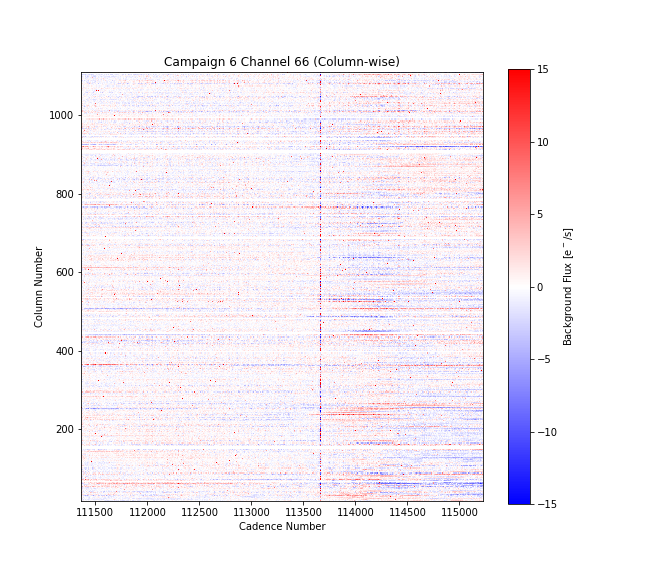 Campaign 6 Channel 66 (Column-wise)
1000
800
600
400
200
Column Number
111500 112000 112500 113000 113500 114000 114500 115000
Cadence Number
15
10
5
0
−5
−10
−15
Background Flux [e⁻/s]